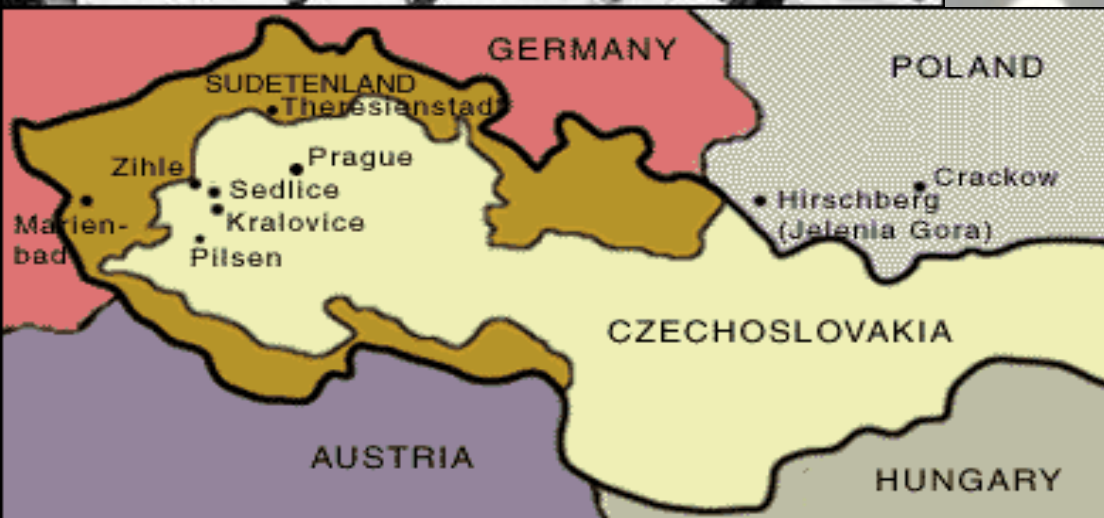 GERMANY
POLAND
SUDETENLAND
Theresienstadt
Prague
Zihle
Crackow
Sedlice
Hirschberg
(Jelenia Gora)
Kralovice
Marien-
bad
Pilsen
CZECHOSLOVAKIA
AUSTRIA
HUNGARY